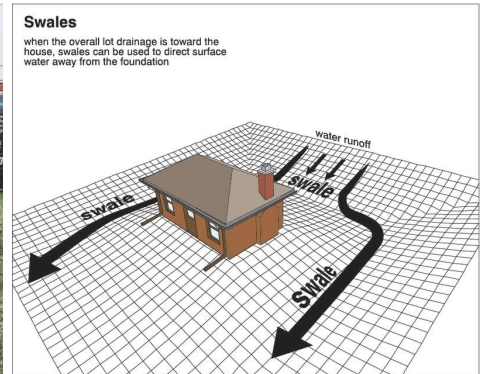 Swales
when the overall lot drainage is toward the
house, swales can be used to direct surface
water away from the foundation
water runoff
swale
swale
Swale